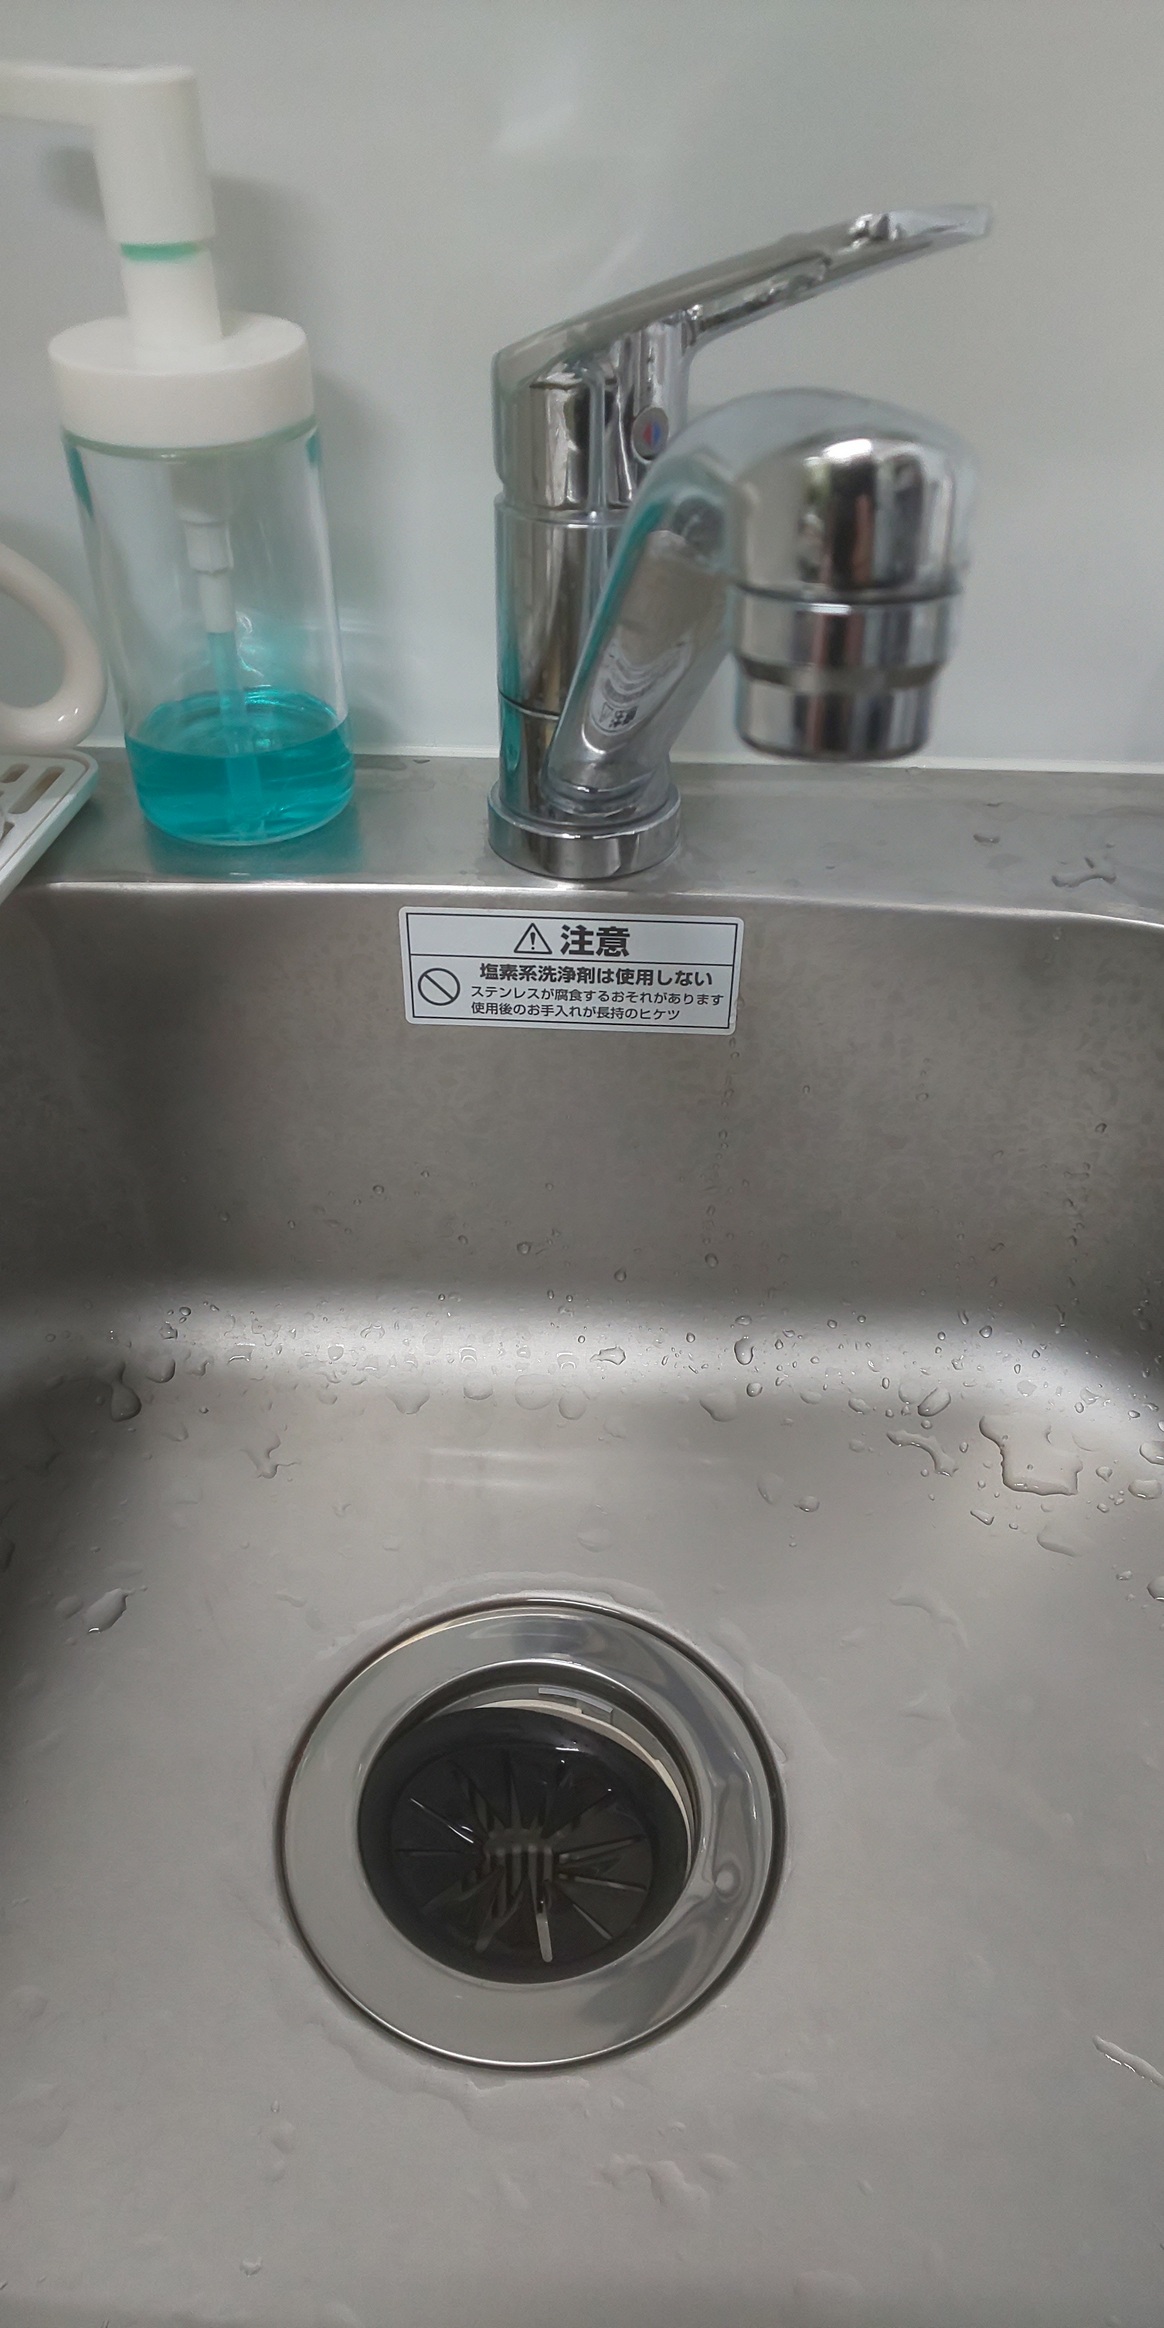 注意
塩素系洗浄剤は使用しない
ステンレスが腐食するおそれがあります
使用後のお手入れが長持のヒケツ